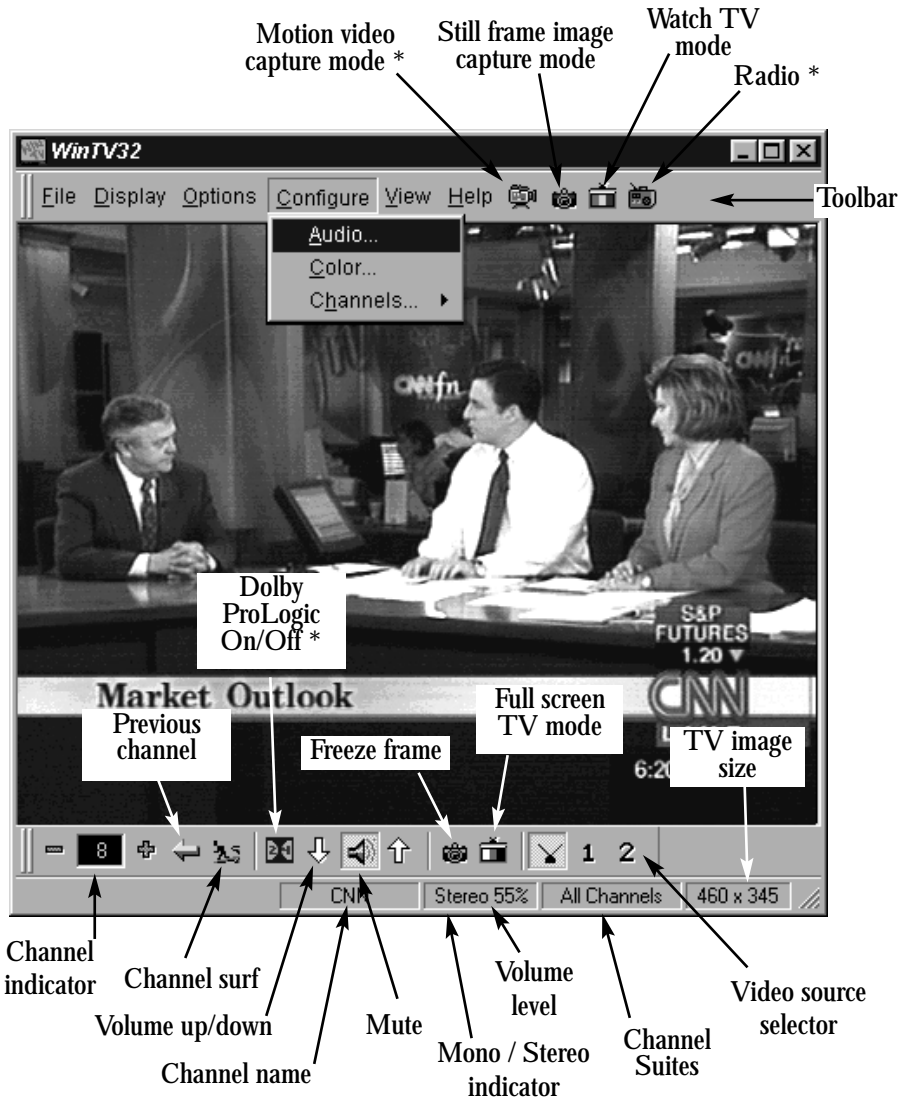 Motion video
capture mode *
Still frame image
capture mode
Watch TV
mode
Radio *
WinTV32
File Display Options Configure View Help
Toolbar
Audio...
Color...
Channels...
CNNfn
CNNfn
Dolby
ProLogic
On/Off *
S&P
FUTURES
1.20 ▼
Market Outlook
CNN
Previous
channel
Freeze frame
Full screen
TV mode
TV image
size
6:20
8
1 2
CNN
Stereo 55%
All Channels
460 x 345
Channel
indicator
Channel surf
Volume up/down
Channel name
Mute
Mono / Stereo
indicator
Volume
level
Channel
Suites
Video source
selector